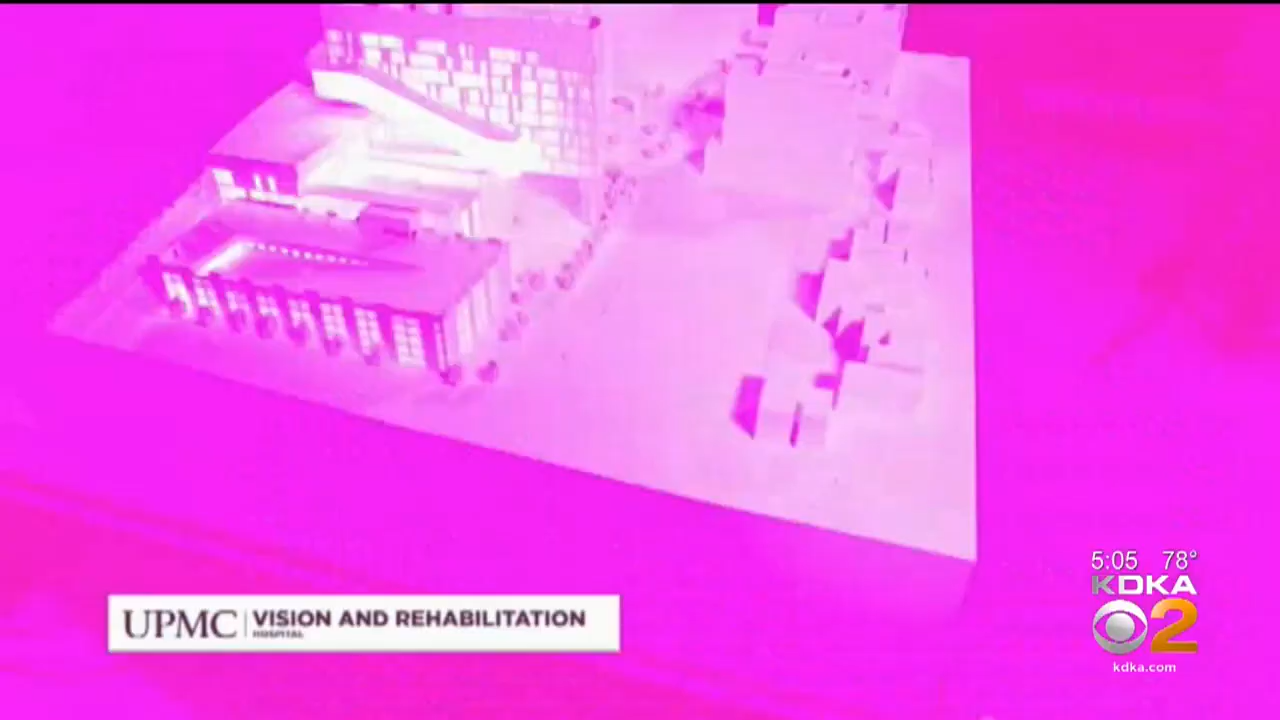 UPMC VISION AND REHABILITATION
HOSPITAL
5:05 78°
KDKA
2
kdka.com